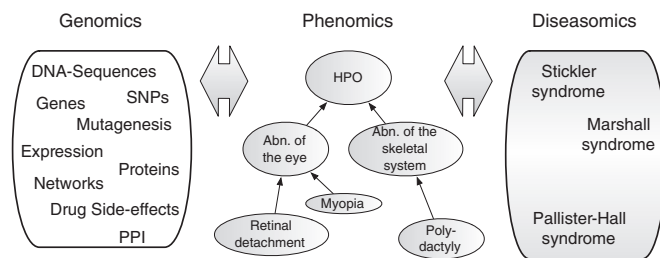 Genomics
Phenomics
Diseasomics
DNA-Sequences
Genes
SNPs
Mutagenesis
Expression
Proteins
Networks
Drug Side-effects
PPI
HPO
Abn. of
the eye
Abn. of the
skeletal
system
Myopia
Retinal
detachment
Poly-
dactyly
Stickler
syndrome
Marshall
syndrome
Pallister-Hall
syndrome